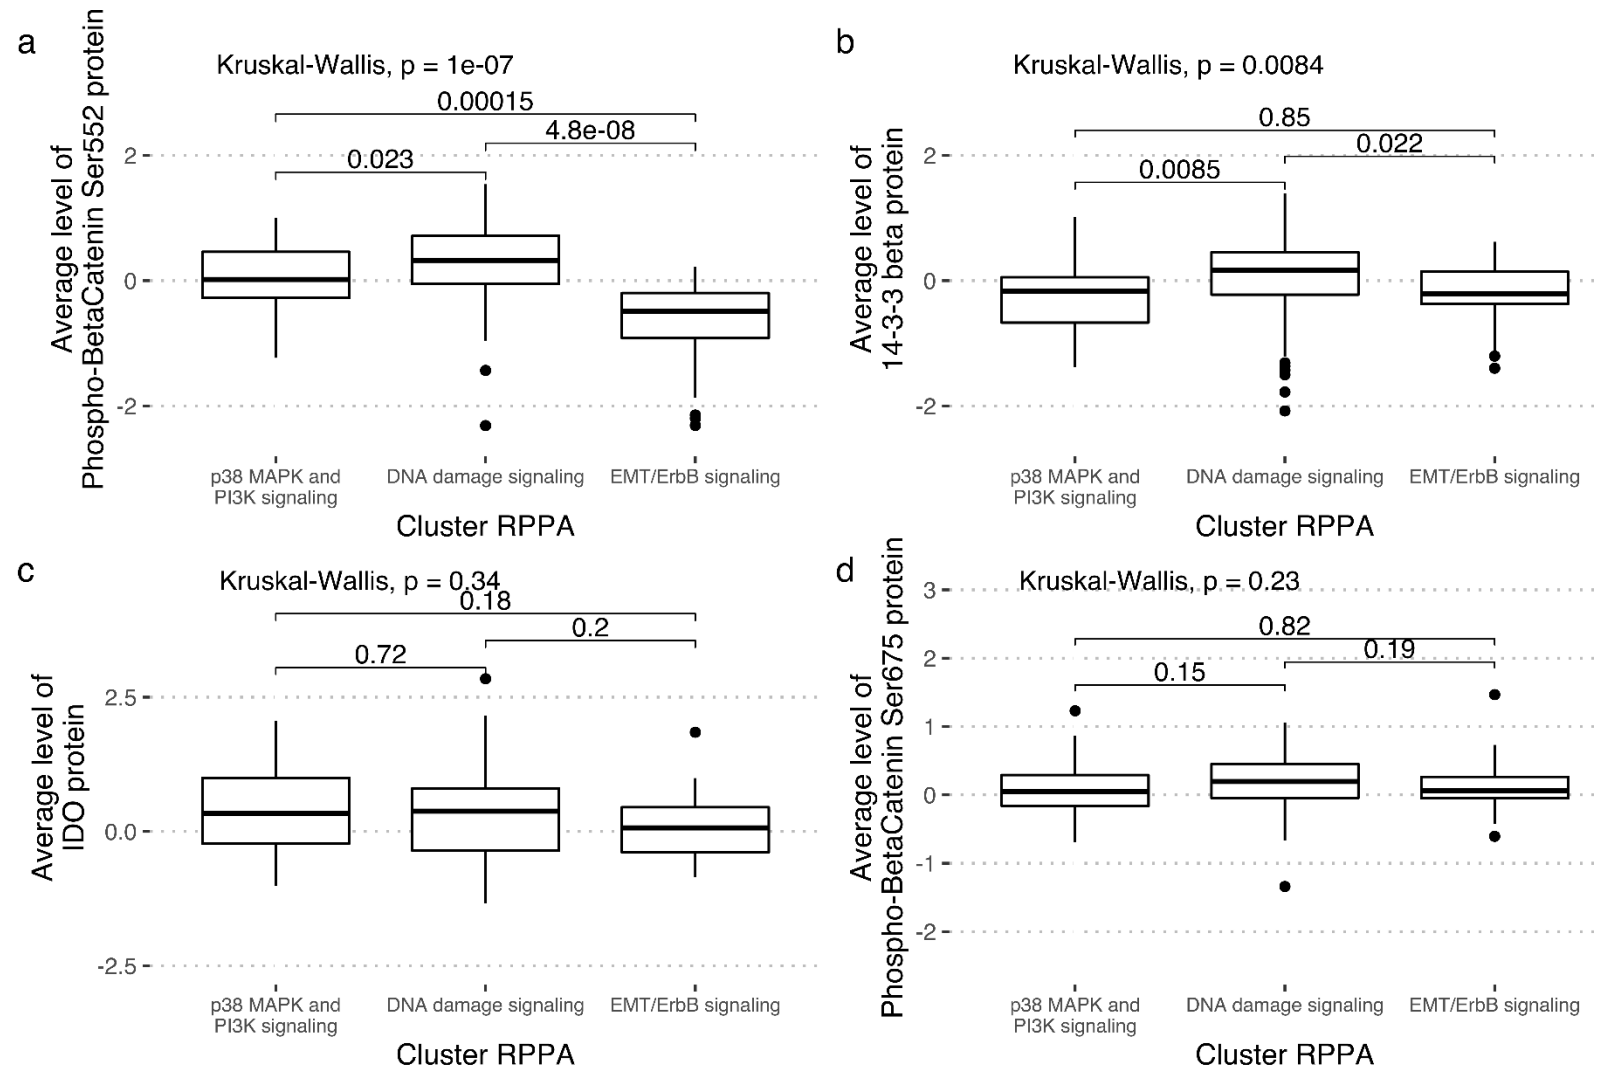 a
Kruskal-Wallis, p = 1e-07
0.00015
4.8e-08
0.023
Average level of
Phospho-BetaCatenin Ser552 protein
2
0
-2
p38 MAPK and
PI3K signaling
DNA damage signaling
EMT/ErbB signaling
Cluster RPPA
b
Kruskal-Wallis, p = 0.0084
0.85
0.022
0.0085
Average level of
14-3-3 beta protein
2
0
-2
p38 MAPK and
PI3K signaling
DNA damage signaling
EMT/ErbB signaling
Cluster RPPA
c
Kruskal-Wallis, p = 0.34
0.18
0.2
0.72
Average level of
IDO protein
2.5
0.0
-2.5
p38 MAPK and
PI3K signaling
DNA damage signaling
EMT/ErbB signaling
Cluster RPPA
d
Kruskal-Wallis, p = 0.23
0.82
0.19
0.15
Average level of
Phospho-BetaCatenin Ser675 protein
3
2
1
0
-1
-2
p38 MAPK and
PI3K signaling
DNA damage signaling
EMT/ErbB signaling
Cluster RPPA